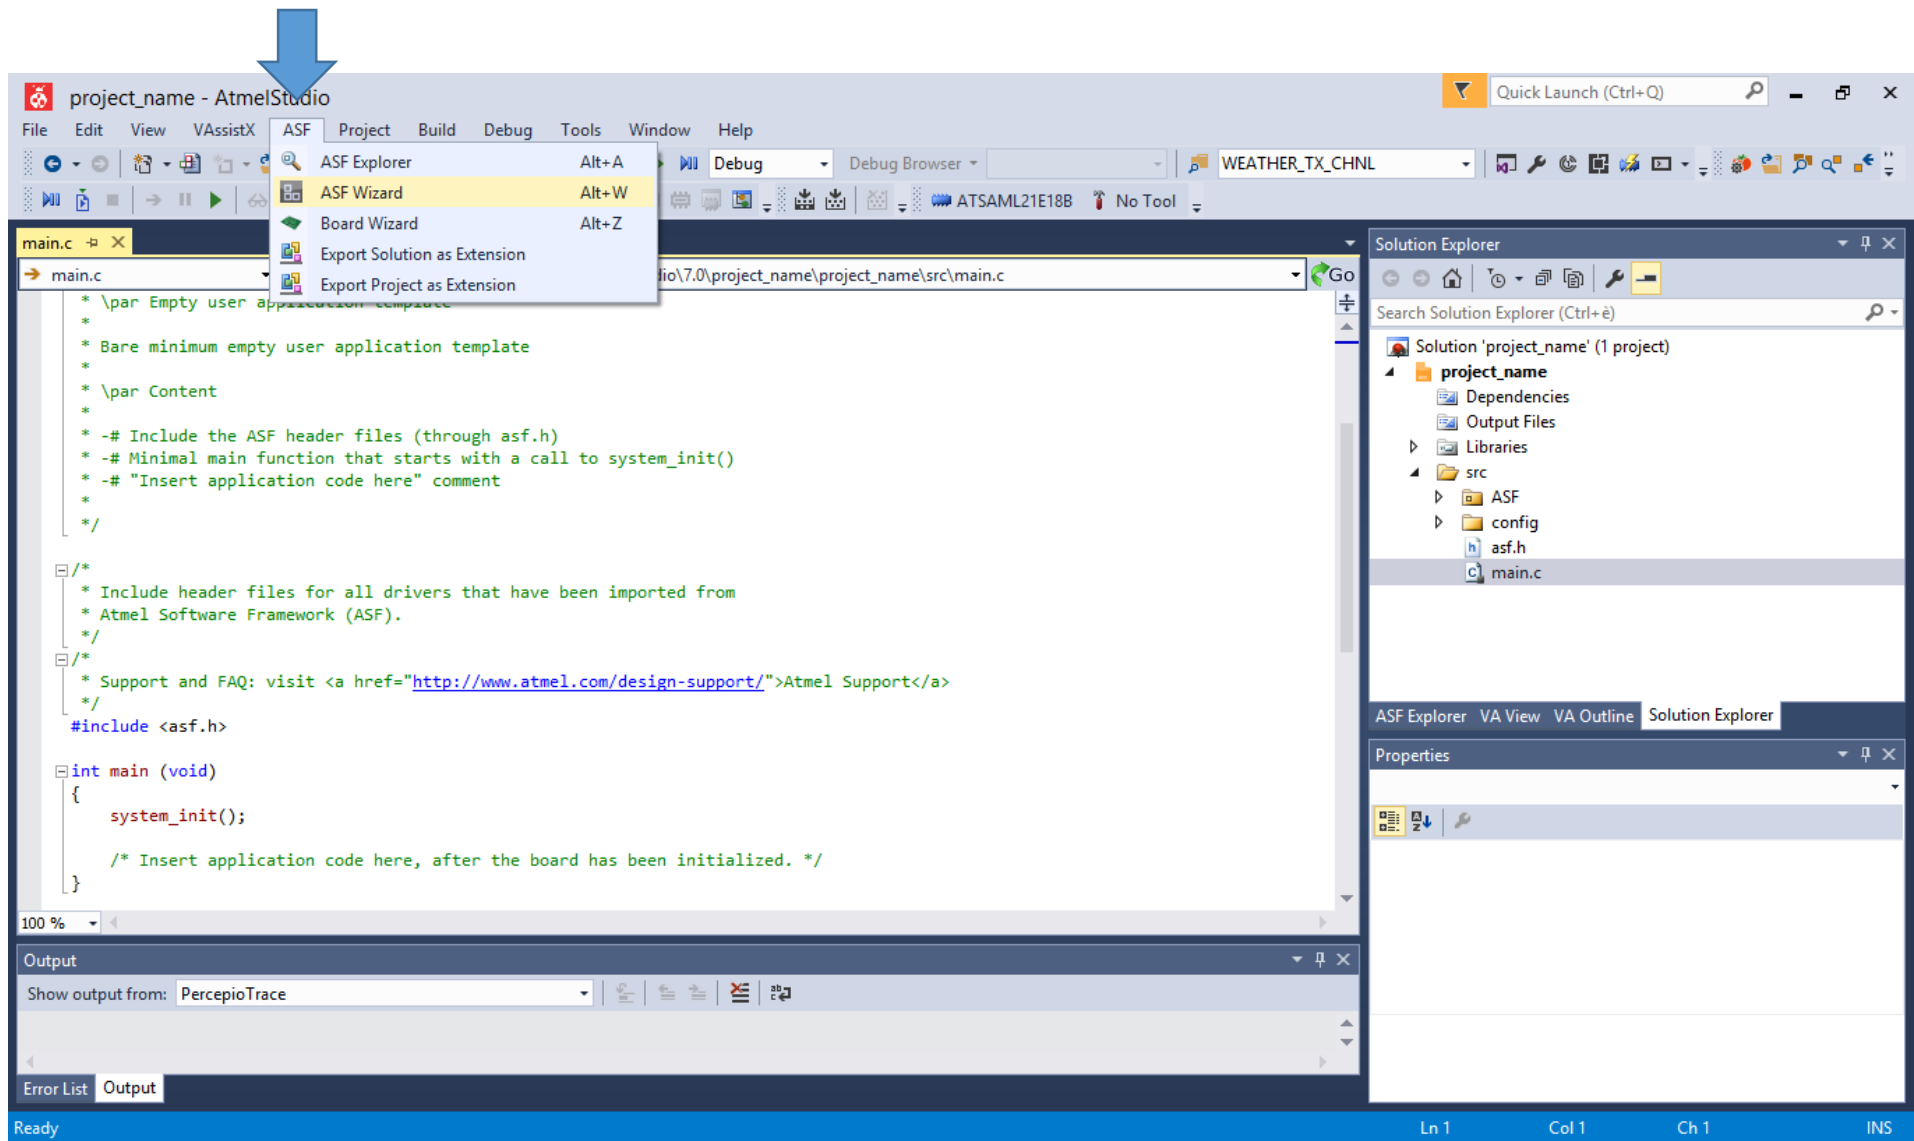 project_name - AtmelStudio
Quick Launch (Ctrl+Q)
File Edit View VAssistX ASF Project Build Debug Tools Window Help
ASF Explorer Alt+A
ASF Wizard Alt+W
Board Wizard Alt+Z
Export Solution as Extension
Export Project as Extension
Debug Debug Browser WEATHER_TX_CHNL
ATSAML21E18B No Tool
main.c
main.c
io\7.0\project_name\project_name\src\main.c Go
* \par Empty user application template
*
* Bare minimum empty user application template
*
* \par Content
*
* -# Include the ASF header files (through asf.h)
* -# Minimal main function that starts with a call to system_init()
* -# "Insert application code here" comment
*
*/
/*
* Include header files for all drivers that have been imported from
* Atmel Software Framework (ASF).
*/
/*
* Support and FAQ: visit <a href="http://www.atmel.com/design-support/">Atmel Support</a>
*/
#include <asf.h>
int main (void)
{
system_init();
/* Insert application code here, after the board has been initialized. */
}
100 %
Output
Show output from: PercepioTrace
Error List Output
Solution Explorer
Search Solution Explorer (Ctrl+è)
Solution 'project_name' (1 project)
project_name
Dependencies
Output Files
Libraries
src
ASF
config
asf.h
main.c
ASF Explorer VA View VA Outline Solution Explorer
Properties
Ready Ln 1 Col 1 Ch 1 INS